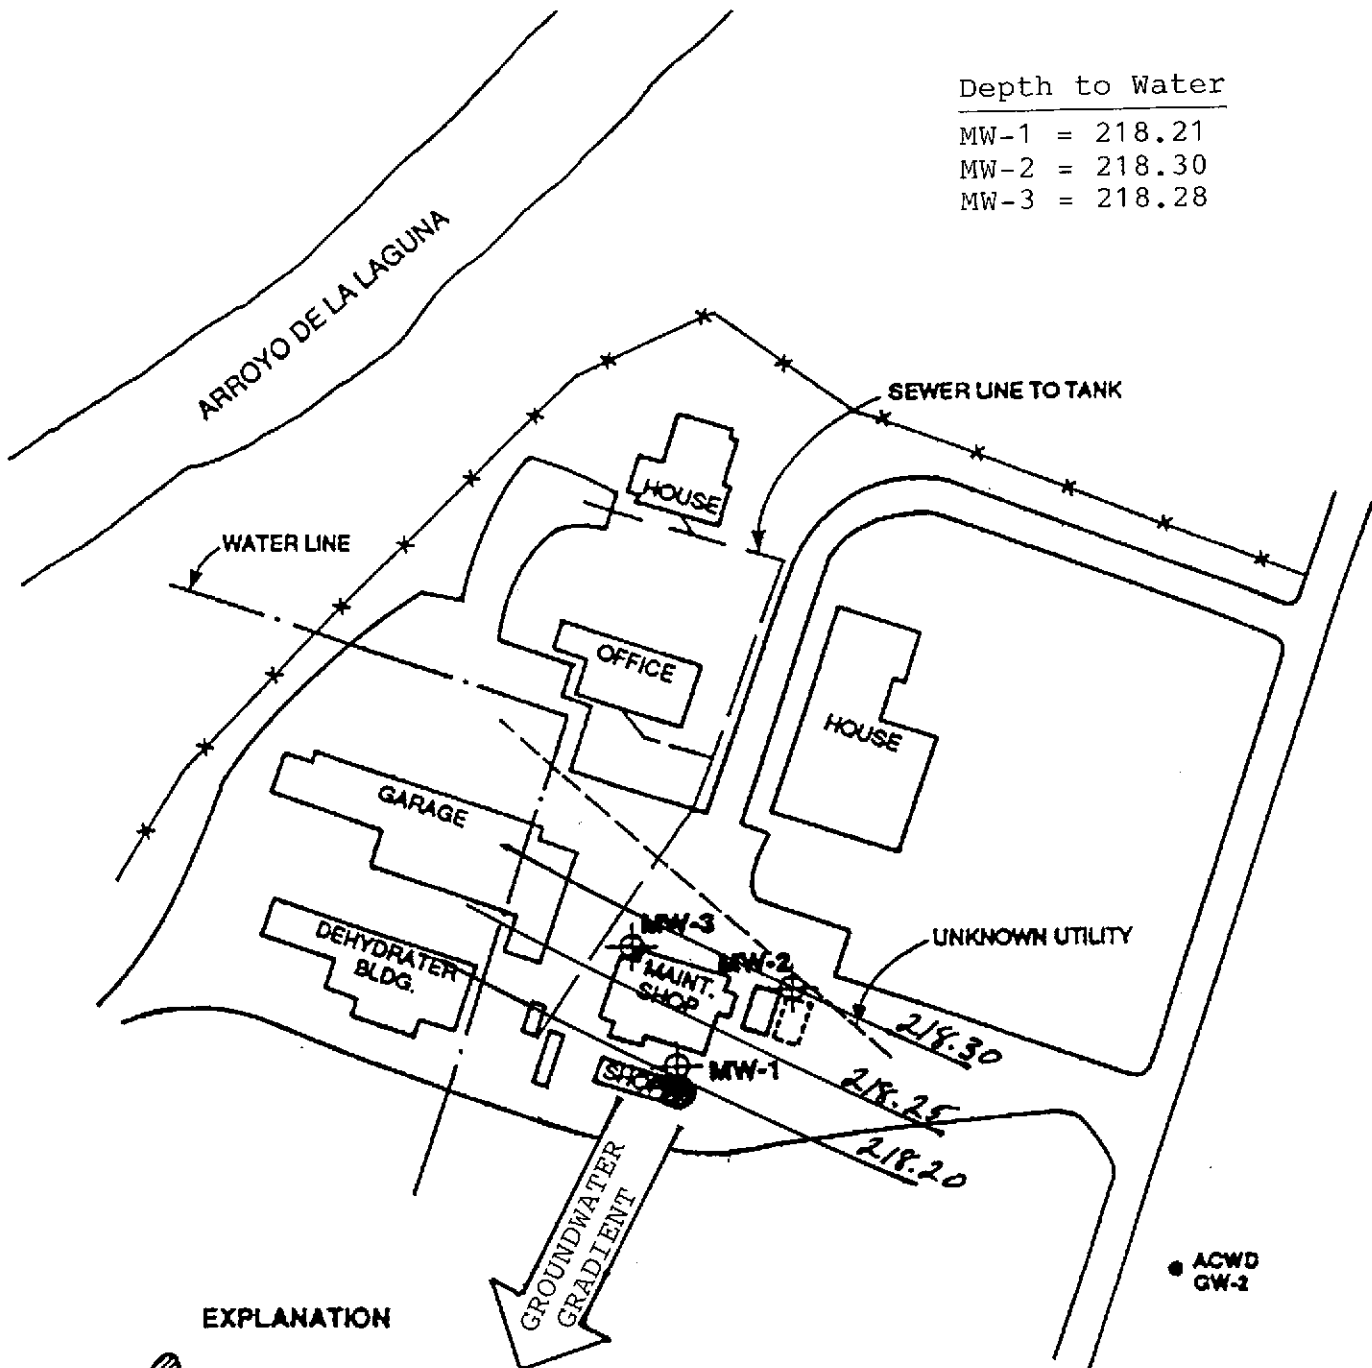 Depth to Water
MW-1 = 218.21
MW-2 = 218.30
MW-3 = 218.28
ARROYO DE LA LAGUNA
SEWER LINE TO TANK
HOUSE
WATER LINE
OFFICE
HOUSE
GARAGE
MW-3
UNKNOWN UTILITY
DEHYDRATER
BLDG.
MW-2
MAINT.
SHOP
218.30
MW-1
SHOP
218.25
218.20
GROUNDWATER
GRADIENT
ACWD
GW-2
EXPLANATION